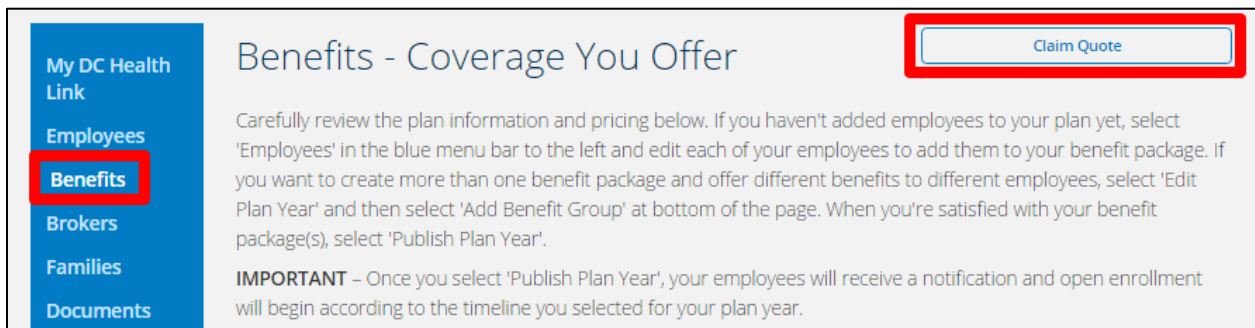 My DC Health
Link
Employees
Benefits
Brokers
Families
Documents
Benefits - Coverage You Offer
Claim Quote
Carefully review the plan information and pricing below. If you haven't added employees to your plan yet, select
'Employees' in the blue menu bar to the left and edit each of your employees to add them to your benefit package. If
you want to create more than one benefit package and offer different benefits to different employees, select 'Edit
Plan Year' and then select 'Add Benefit Group' at bottom of the page. When you're satisfied with your benefit
package(s), select 'Publish Plan Year'.
IMPORTANT – Once you select 'Publish Plan Year', your employees will receive a notification and open enrollment
will begin according to the timeline you selected for your plan year.